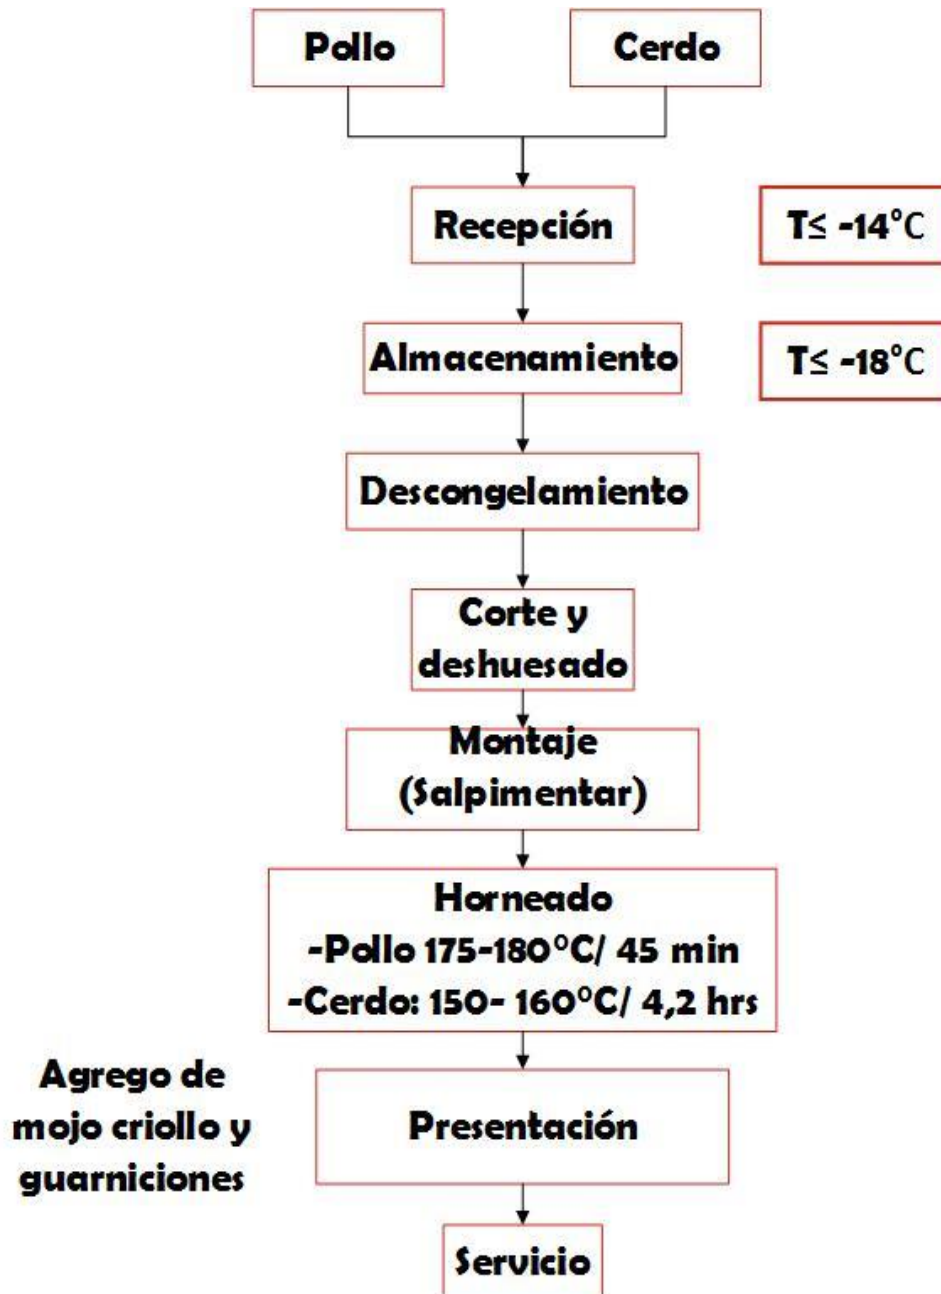 Pollo
Cerdo
Recepción
T≤ -14°C
Almacenamiento
T≤ -18°C
Descongelamiento
Corte y
deshuesado
Montaje
(Salpimentar)
Horneado
-Pollo 175-180°C/ 45 min
-Cerdo: 150- 160°C/ 4,2 hrs
Agrego de
mojo criollo y
guarniciones
Presentación
Servicio